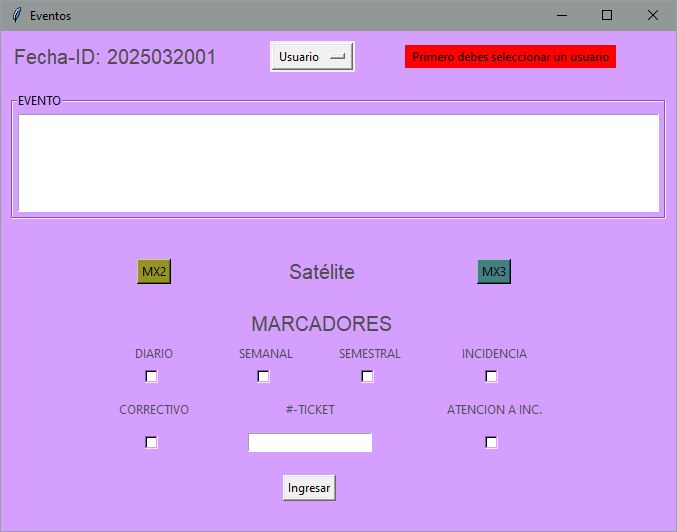 Eventos
Fecha-ID: 2025032001
Usuario
Primero debes seleccionar un usuario
EVENTO
MX2
Satélite
MX3
MARCADORES
DIARIO
SEMANAL
SEMESTRAL
INCIDENCIA
CORRECTIVO
#-TICKET
ATENCION A INC.
Ingresar